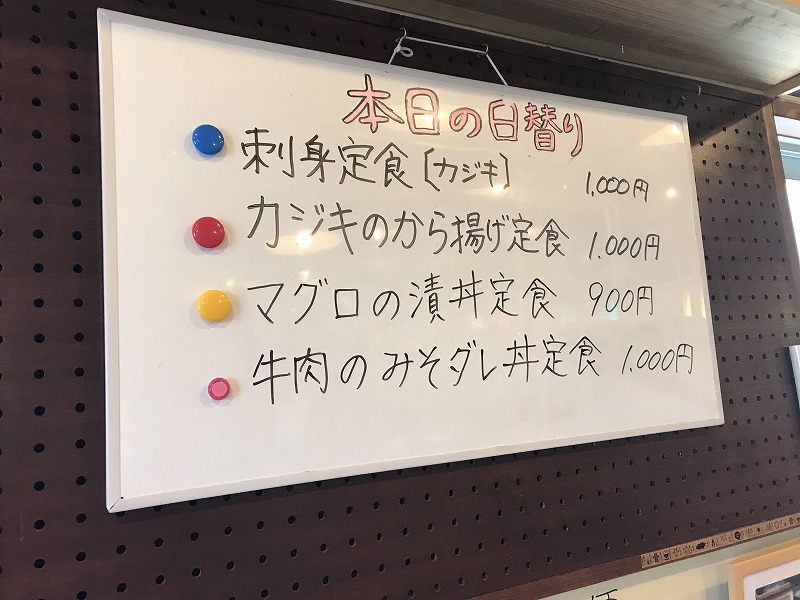 本日の日替り
刺身定食〔カジキ〕 1,000円
カジキのから揚げ定食 1.000円
マグロの漬丼定食 900円
牛肉のみそダレ丼定食 1.000円